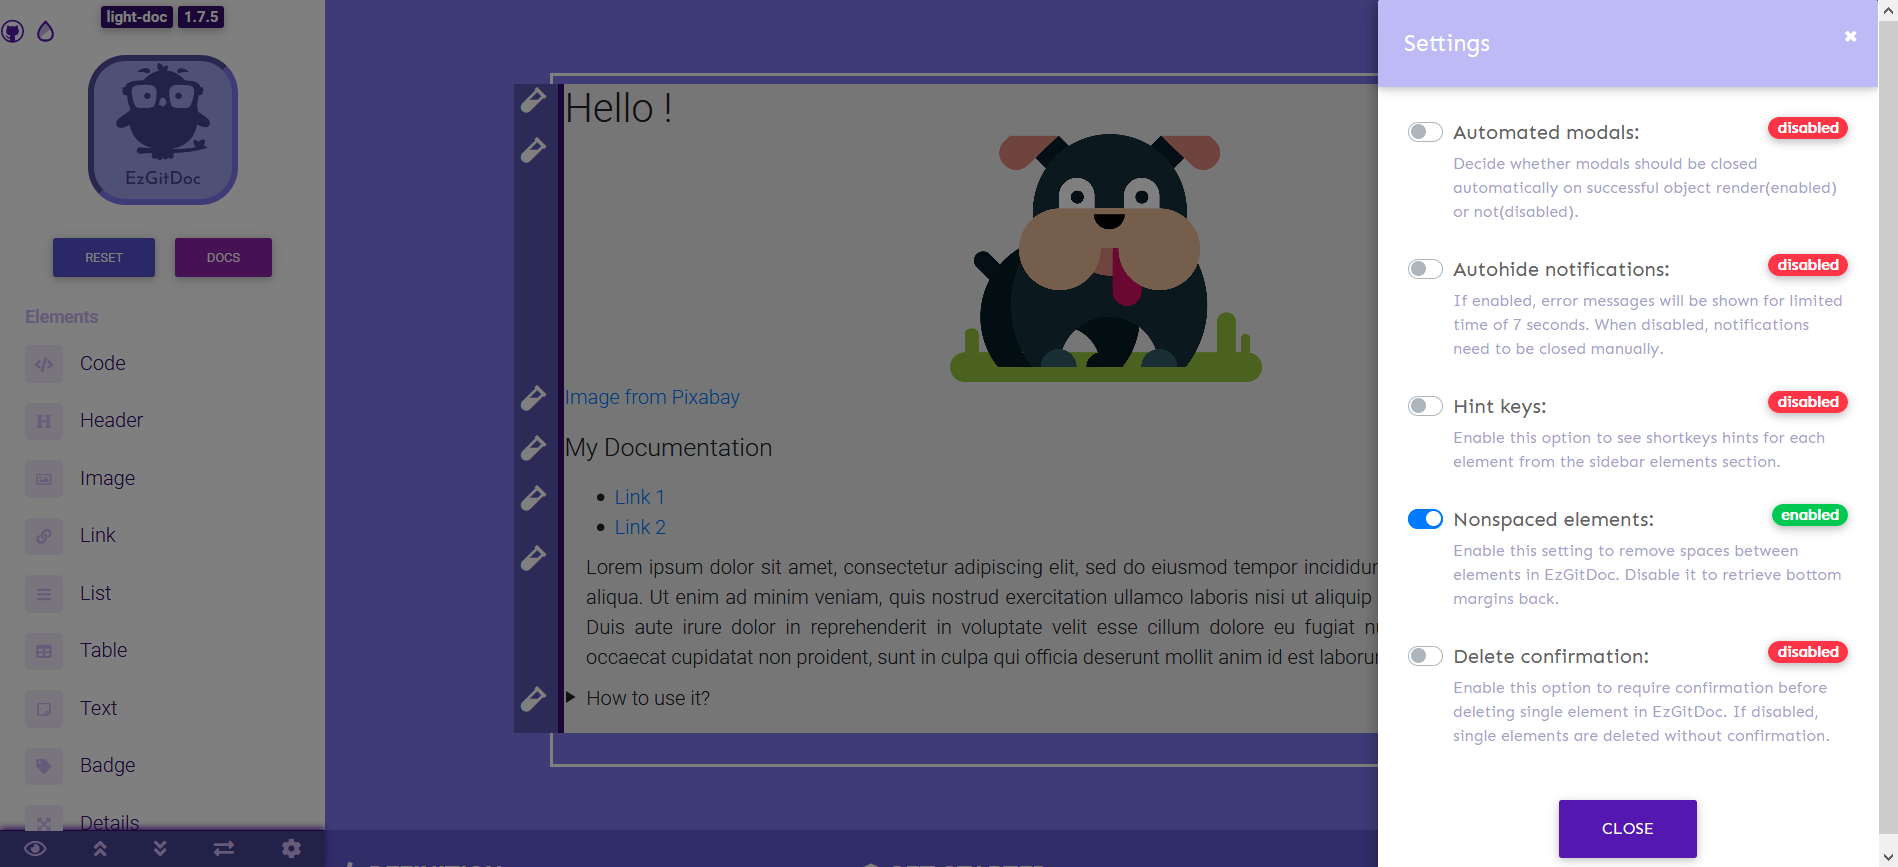 light-doc 1.7.5
EzGitDoc
RESET DOCS
Elements
Code
Header
Image
Link
List
Table
Text
Badge
Details
Hello !
Image from Pixabay
My Documentation
Link 1
Link 2
Lorem ipsum dolor sit amet, consectetur adipiscing elit, sed do eiusmod tempor incididun
aliqua. Ut enim ad minim veniam, quis nostrud exercitation ullamco laboris nisi ut aliquip
Duis aute irure dolor in reprehenderit in voluptate velit esse cillum dolore eu fugiat nu
occaecat cupidatat non proident, sunt in culpa qui officia deserunt mollit anim id est laborum
How to use it?
Settings
Automated modals: disabled
Decide whether modals should be closed
automatically on successful object render(enabled)
or not(disabled).
Autohide notifications: disabled
If enabled, error messages will be shown for limited
time of 7 seconds. When disabled, notifications
need to be closed manually.
Hint keys: disabled
Enable this option to see shortkeys hints for each
element from the sidebar elements section.
Nonspaced elements: enabled
Enable this setting to remove spaces between
elements in EzGitDoc. Disable it to retrieve bottom
margins back.
Delete confirmation: disabled
Enable this option to require confirmation before
deleting single element in EzGitDoc. If disabled,
single elements are deleted without confirmation.
CLOSE